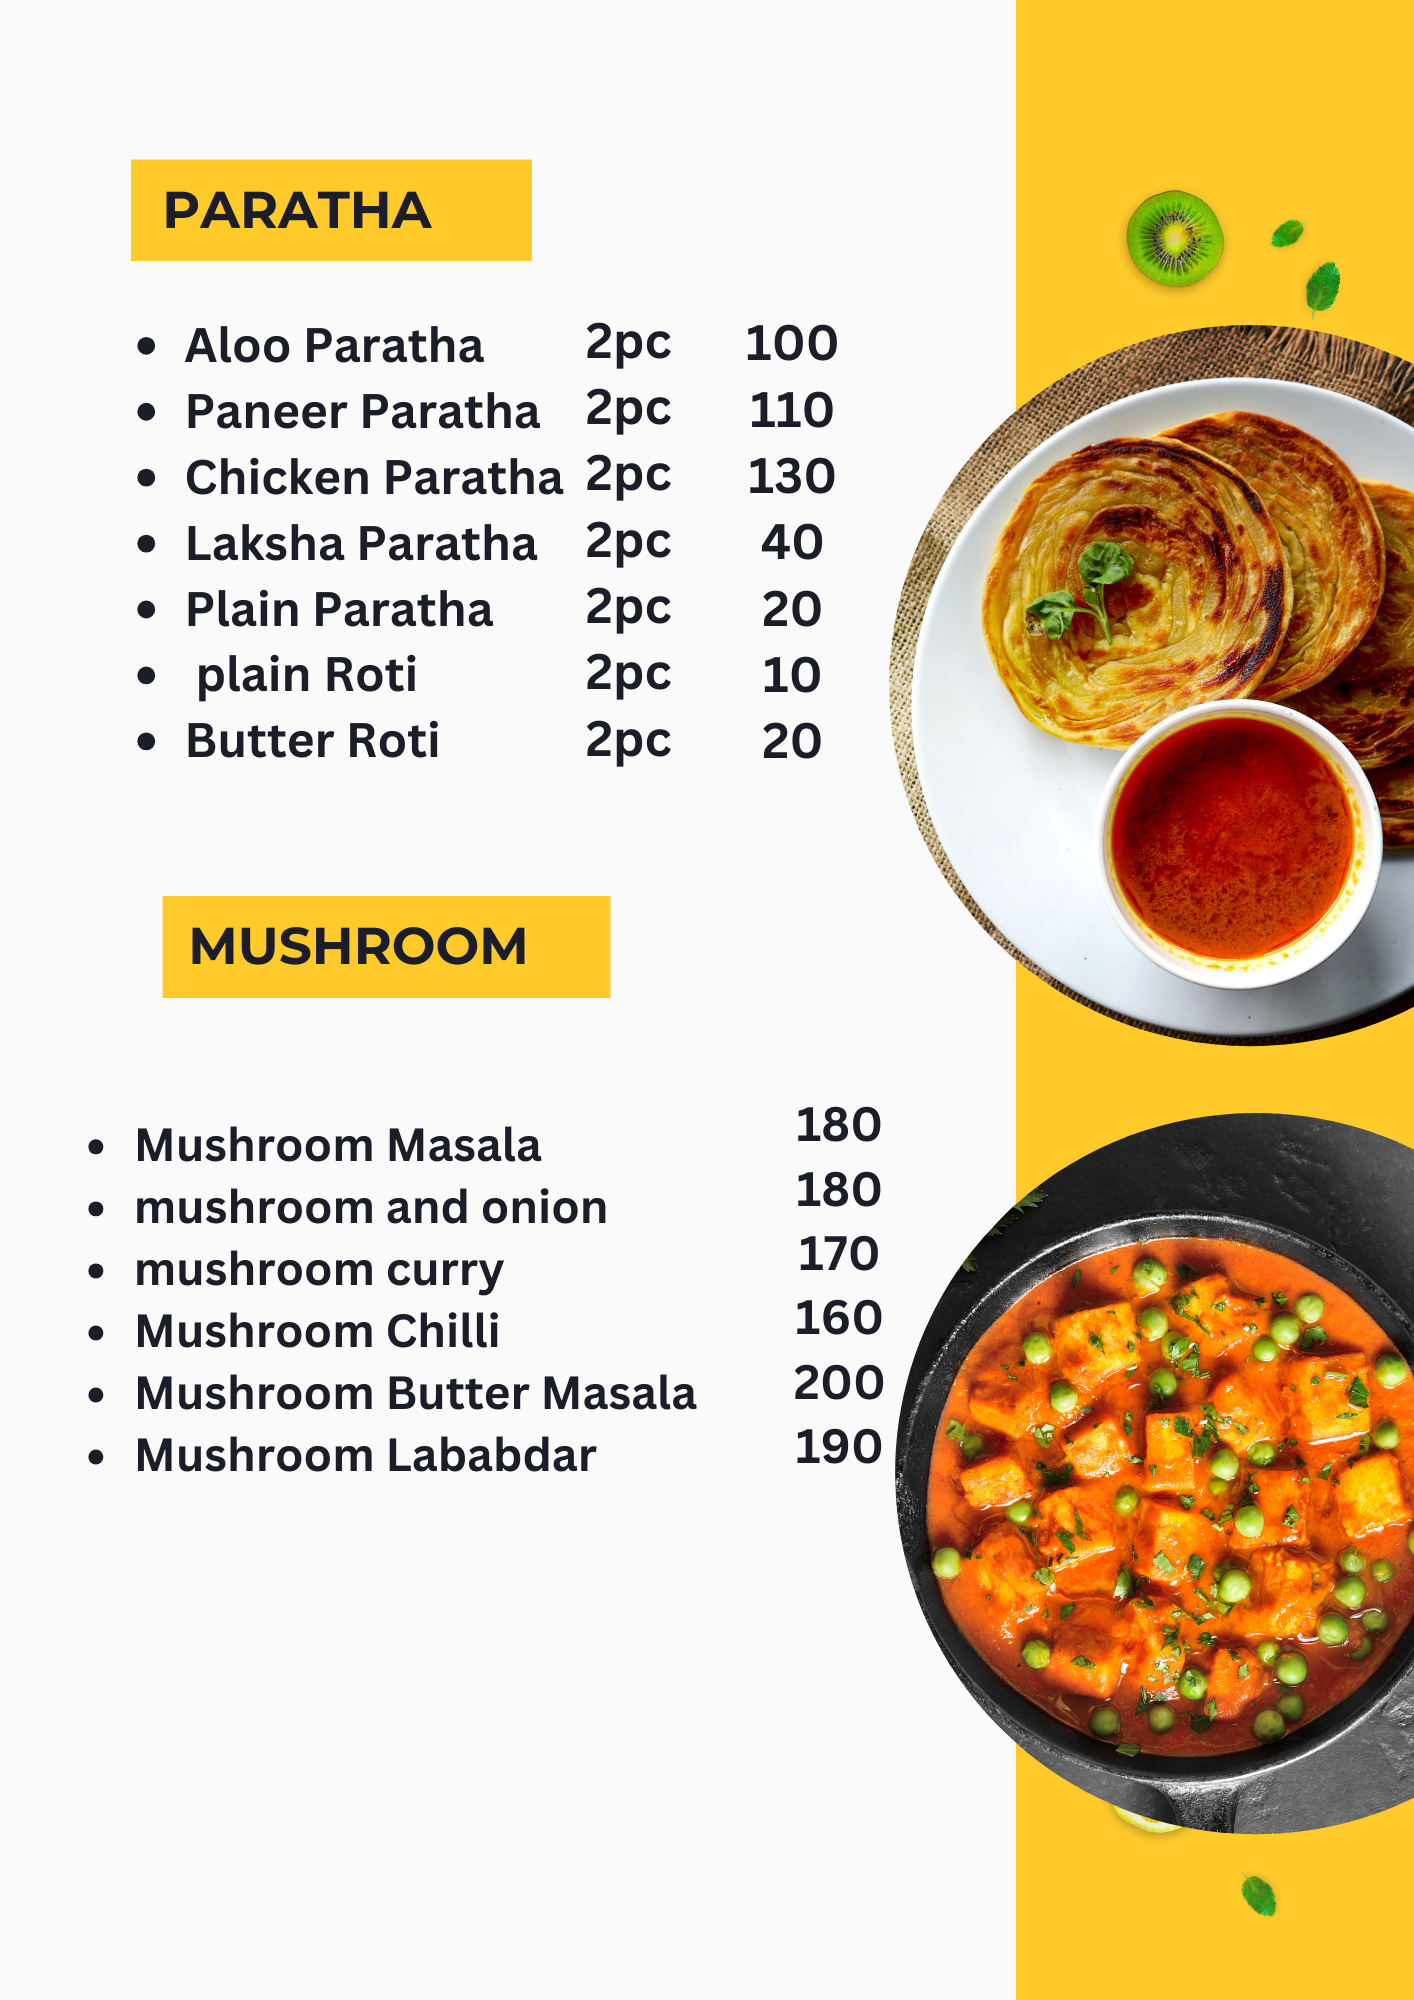 PARATHA
Aloo Paratha 2pc 100
Paneer Paratha 2pc 110
Chicken Paratha 2pc 130
Laksha Paratha 2pc 40
Plain Paratha 2pc 20
plain Roti 2pc 10
Butter Roti 2pc 20
MUSHROOM
Mushroom Masala 180
mushroom and onion 180
mushroom curry 170
Mushroom Chilli 160
Mushroom Butter Masala 200
Mushroom Lababdar 190